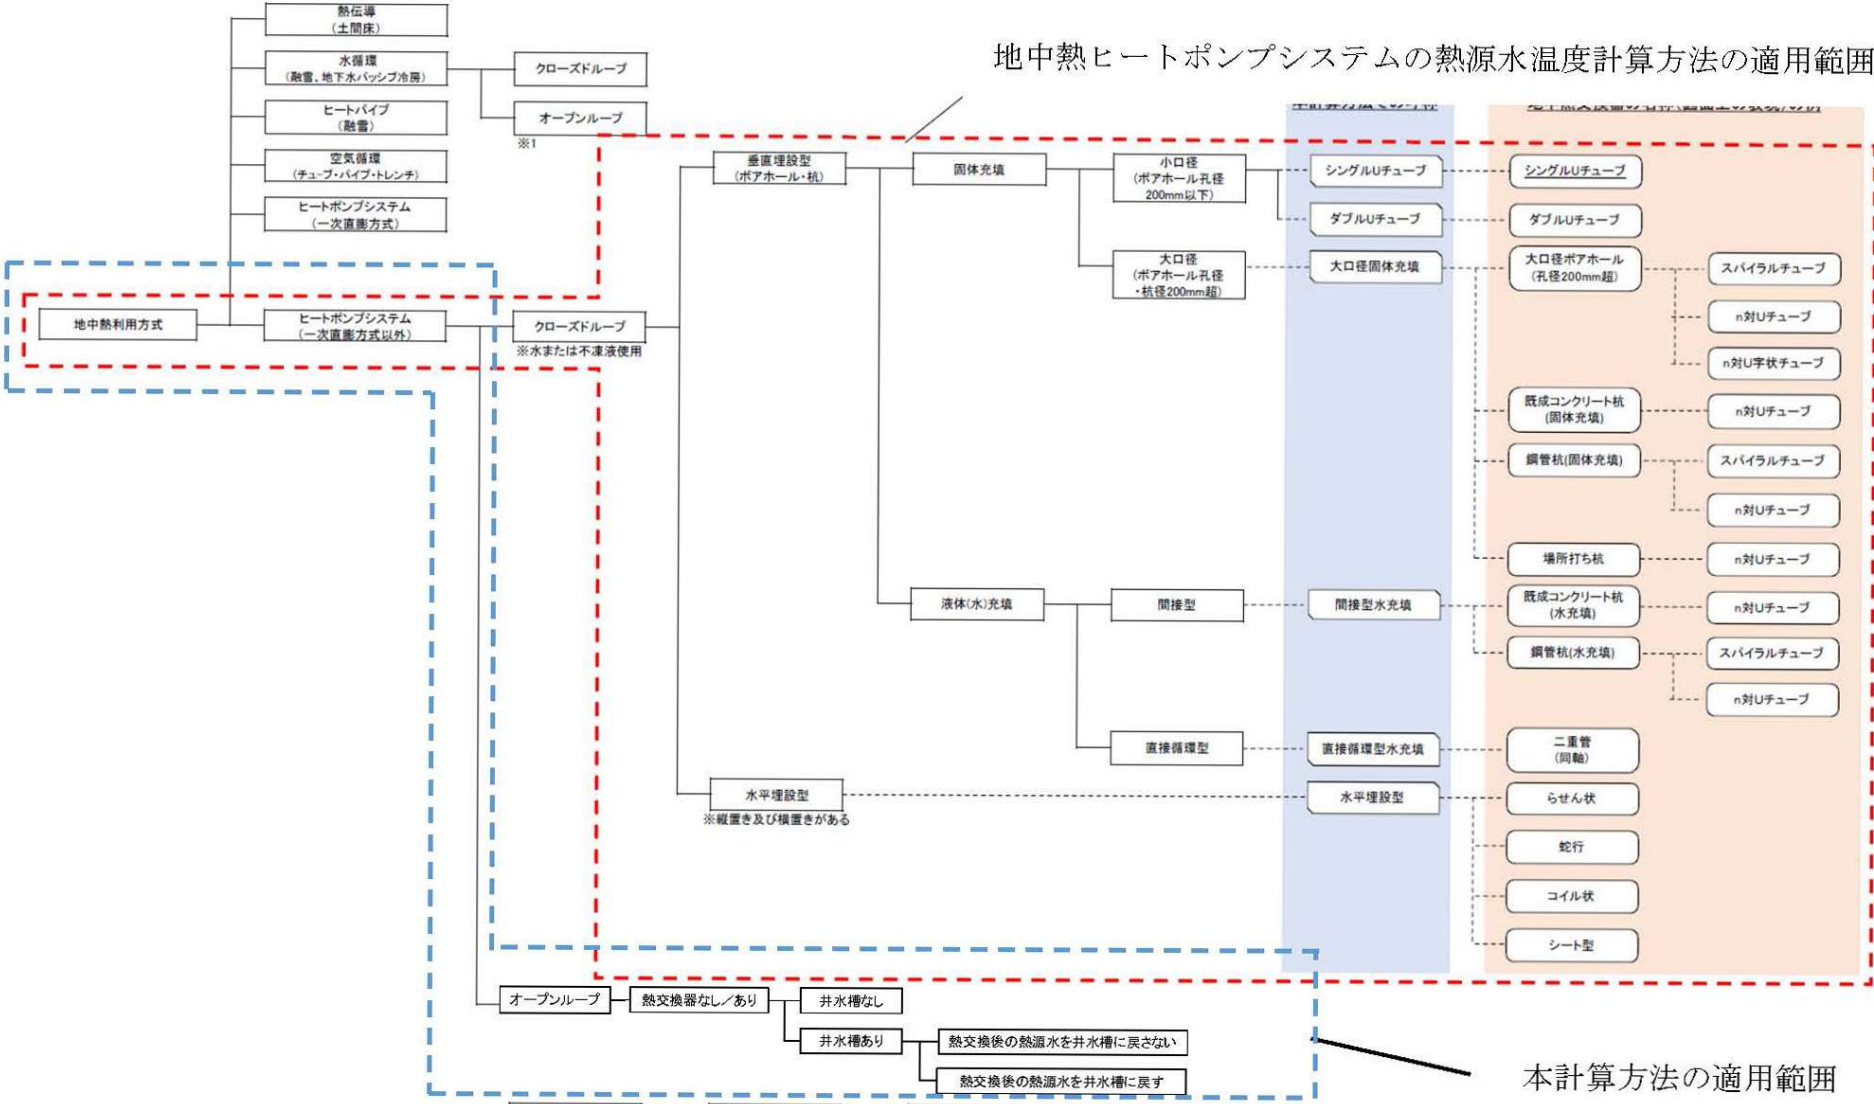 熱伝導
(土間床)
水循環
(融雪、地下水パッシブ冷房)
クローズドループ
オープンループ
※1
ヒートパイプ
(融雪)
空気循環
(チューブ・パイプ・トレンチ)
ヒートポンプシステム
(一次直膨方式)
地中熱利用方式
ヒートポンプシステム
(一次直膨方式以外)
クローズドループ
※水または不凍液使用
地中熱ヒートポンプシステムの熱源水温度計算方法の適用範囲
本計算方法での呼称
地中熱交換器の名称(図面上の表現)の例
垂直埋設型
(ボアホール・杭)
固体充填
小口径
(ボアホール孔径
200mm以下)
シングルUチューブ
シングルUチューブ
ダブルUチューブ
ダブルUチューブ
大口径
(ボアホール孔径
・杭径200mm超)
大口径固体充填
大口径ボアホール
(孔径200mm超)
スパイラルチューブ
n対Uチューブ
n対U字状チューブ
既成コンクリート杭
(固体充填)
n対Uチューブ
鋼管杭(固体充填)
スパイラルチューブ
n対Uチューブ
場所打ち杭
n対Uチューブ
液体(水)充填
間接型
間接型水充填
既成コンクリート杭
(水充填)
n対Uチューブ
鋼管杭(水充填)
スパイラルチューブ
n対Uチューブ
直接循環型
直接循環型水充填
二重管
(同軸)
水平埋設型
※縦置き及び横置きがある
水平埋設型
らせん状
蛇行
コイル状
シート型
オープンループ
熱交換器なし／あり
井水槽なし
井水槽あり
熱交換後の熱源水を井水槽に戻さない
熱交換後の熱源水を井水槽に戻す
本計算方法の適用範囲